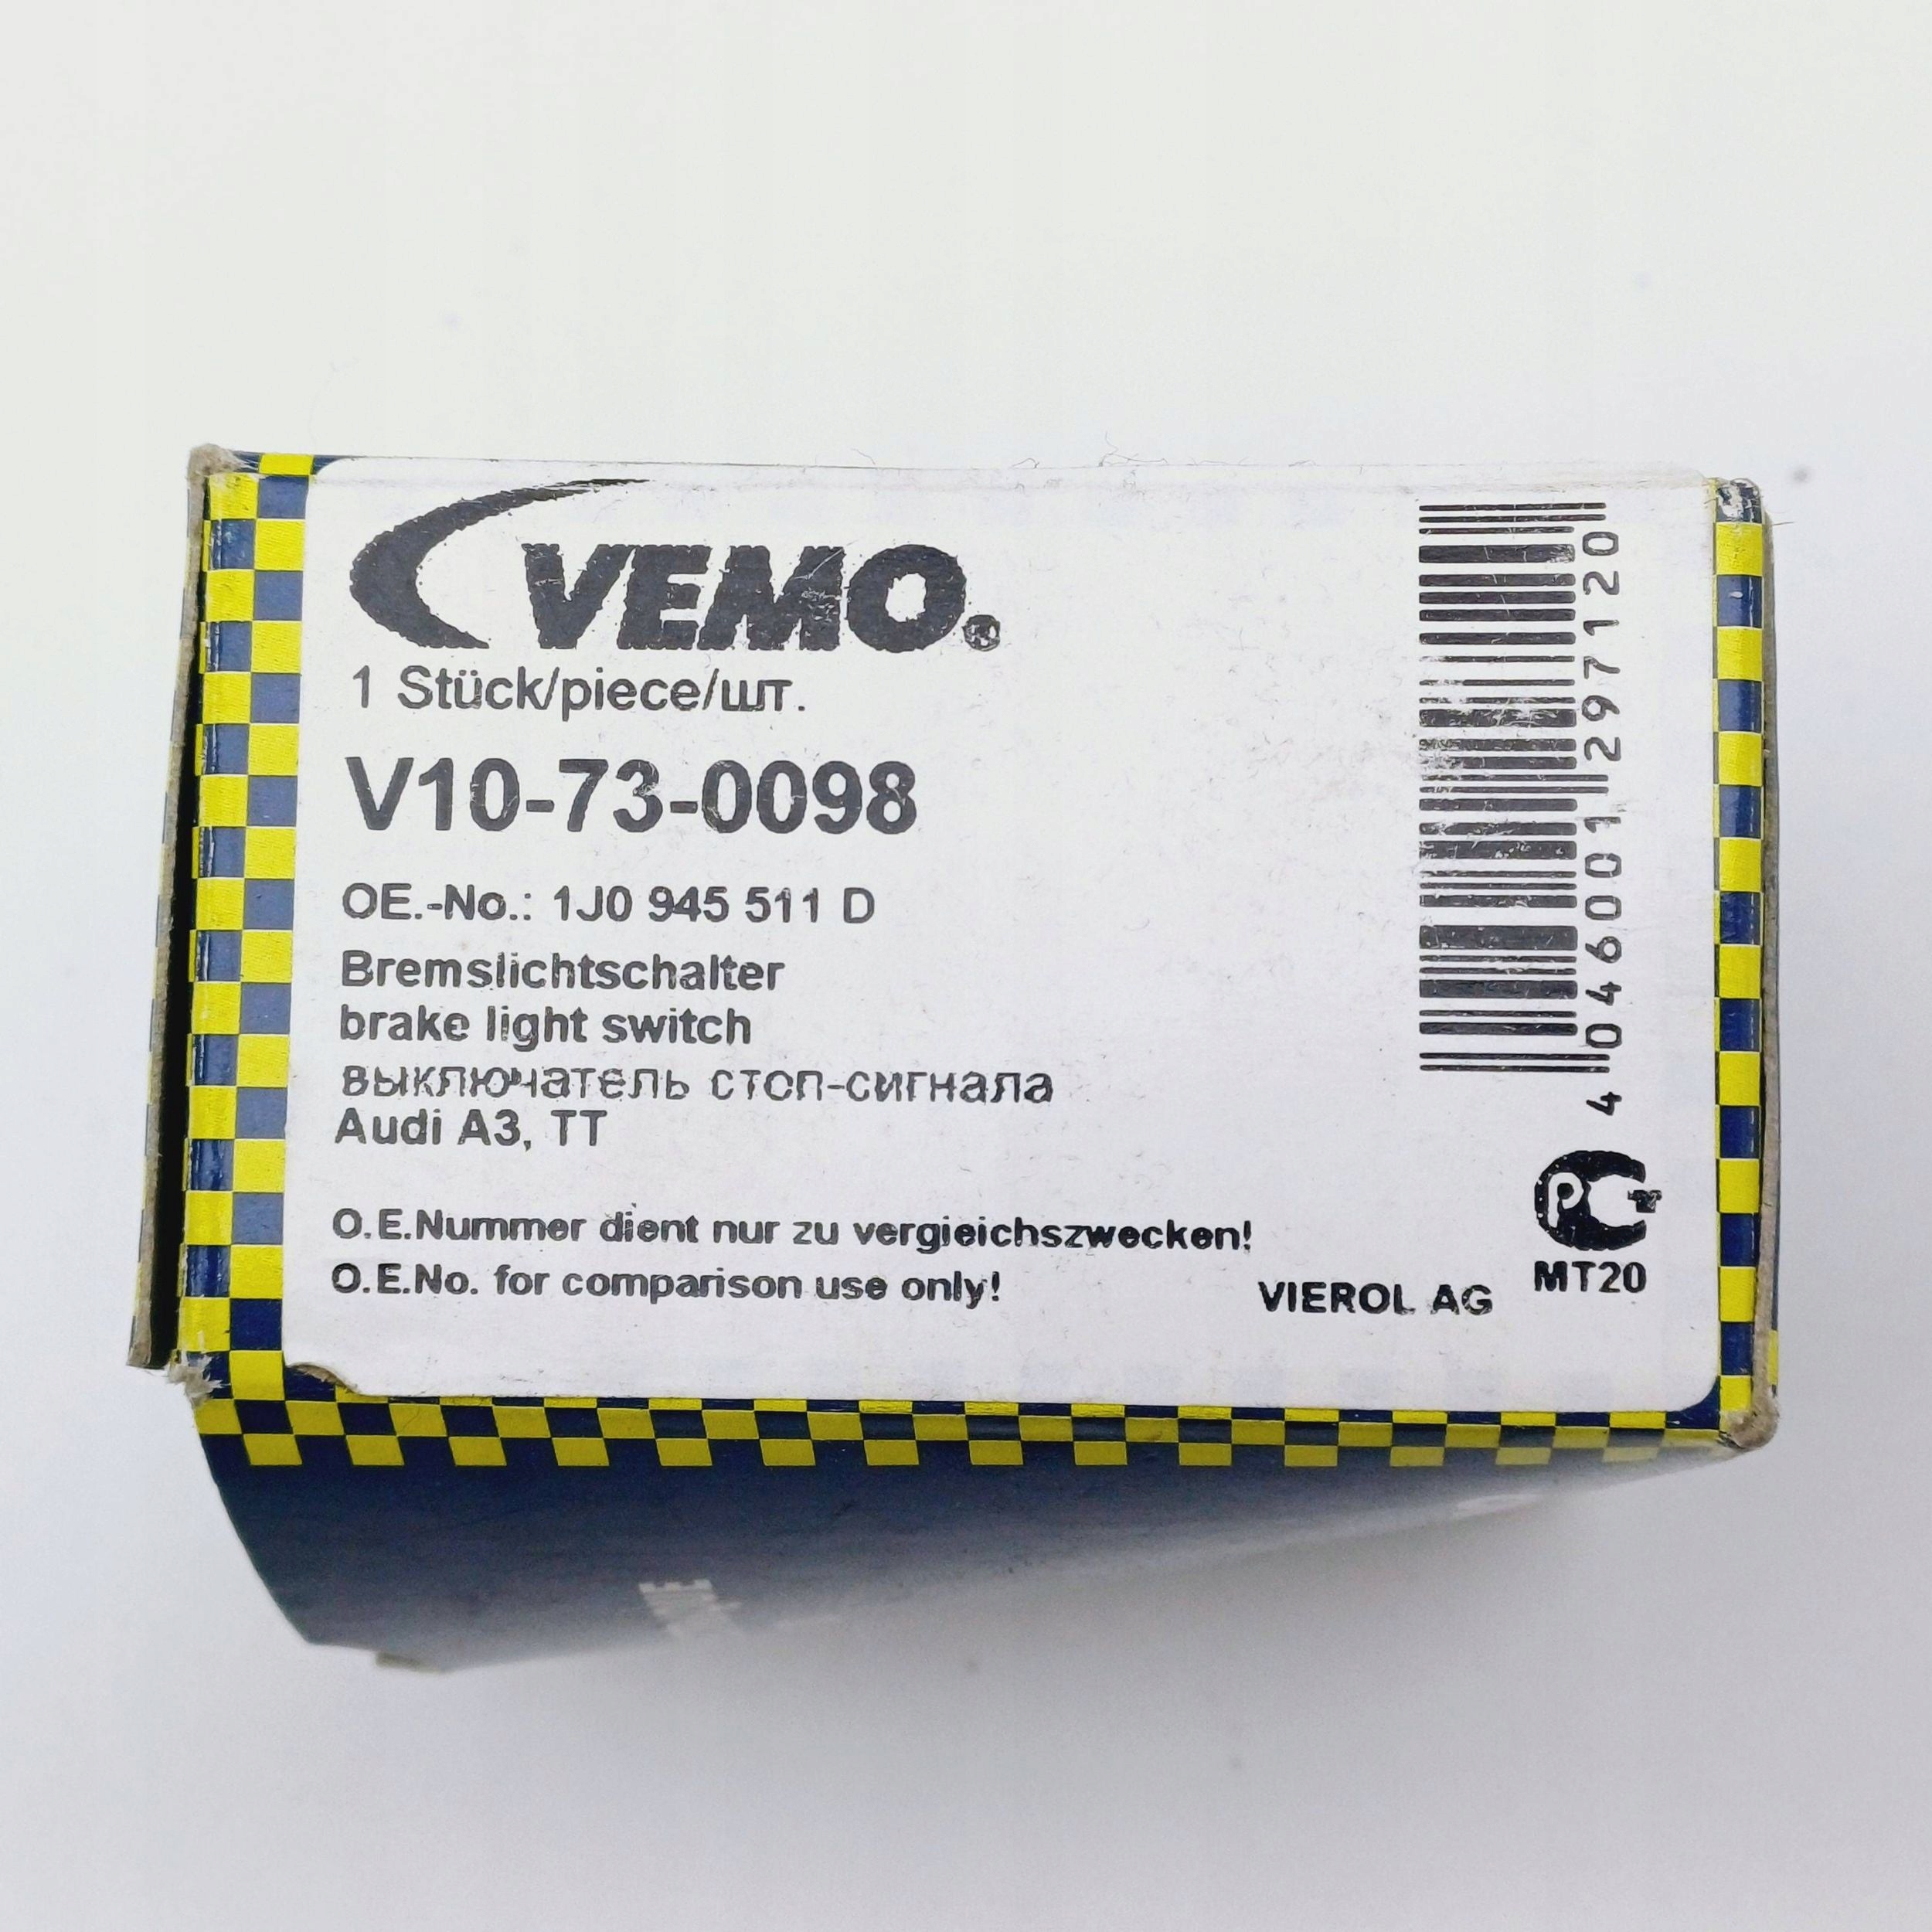 VEMO®
1 Stück/piece/шт.
V10-73-0098
OE.-No.: 1J0 945 511 D
Bremslichtschalter
brake light switch
выключатель стоп-сигнала
Audi A3, TT
O.E.Nummer dient nur zu vergleichszwecken!
O.E.No. for comparison use only!
VIEROL AG
4 046001 297120
РСТ
MT20